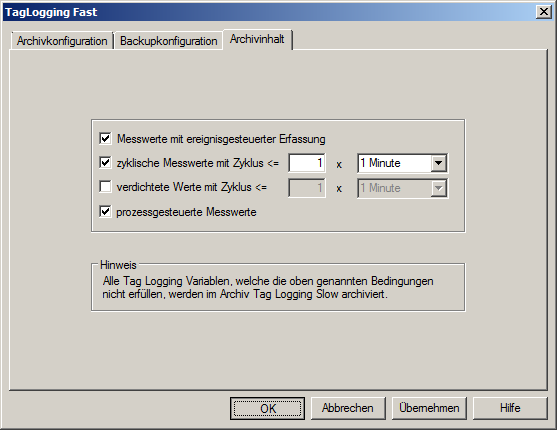 TagLogging Fast
Archivkonfiguration Backupkonfiguration Archivinhalt
Messwerte mit ereignisgesteuerter Erfassung
zyklische Messwerte mit Zyklus <= 1 x 1 Minute
verdichtete Werte mit Zyklus <= 1 x 1 Minute
prozessgesteuerte Messwerte
Hinweis
Alle Tag Logging Variablen, welche die oben genannten Bedingungen
nicht erfüllen, werden im Archiv Tag Logging Slow archiviert.
OK Abbrechen Übernehmen Hilfe